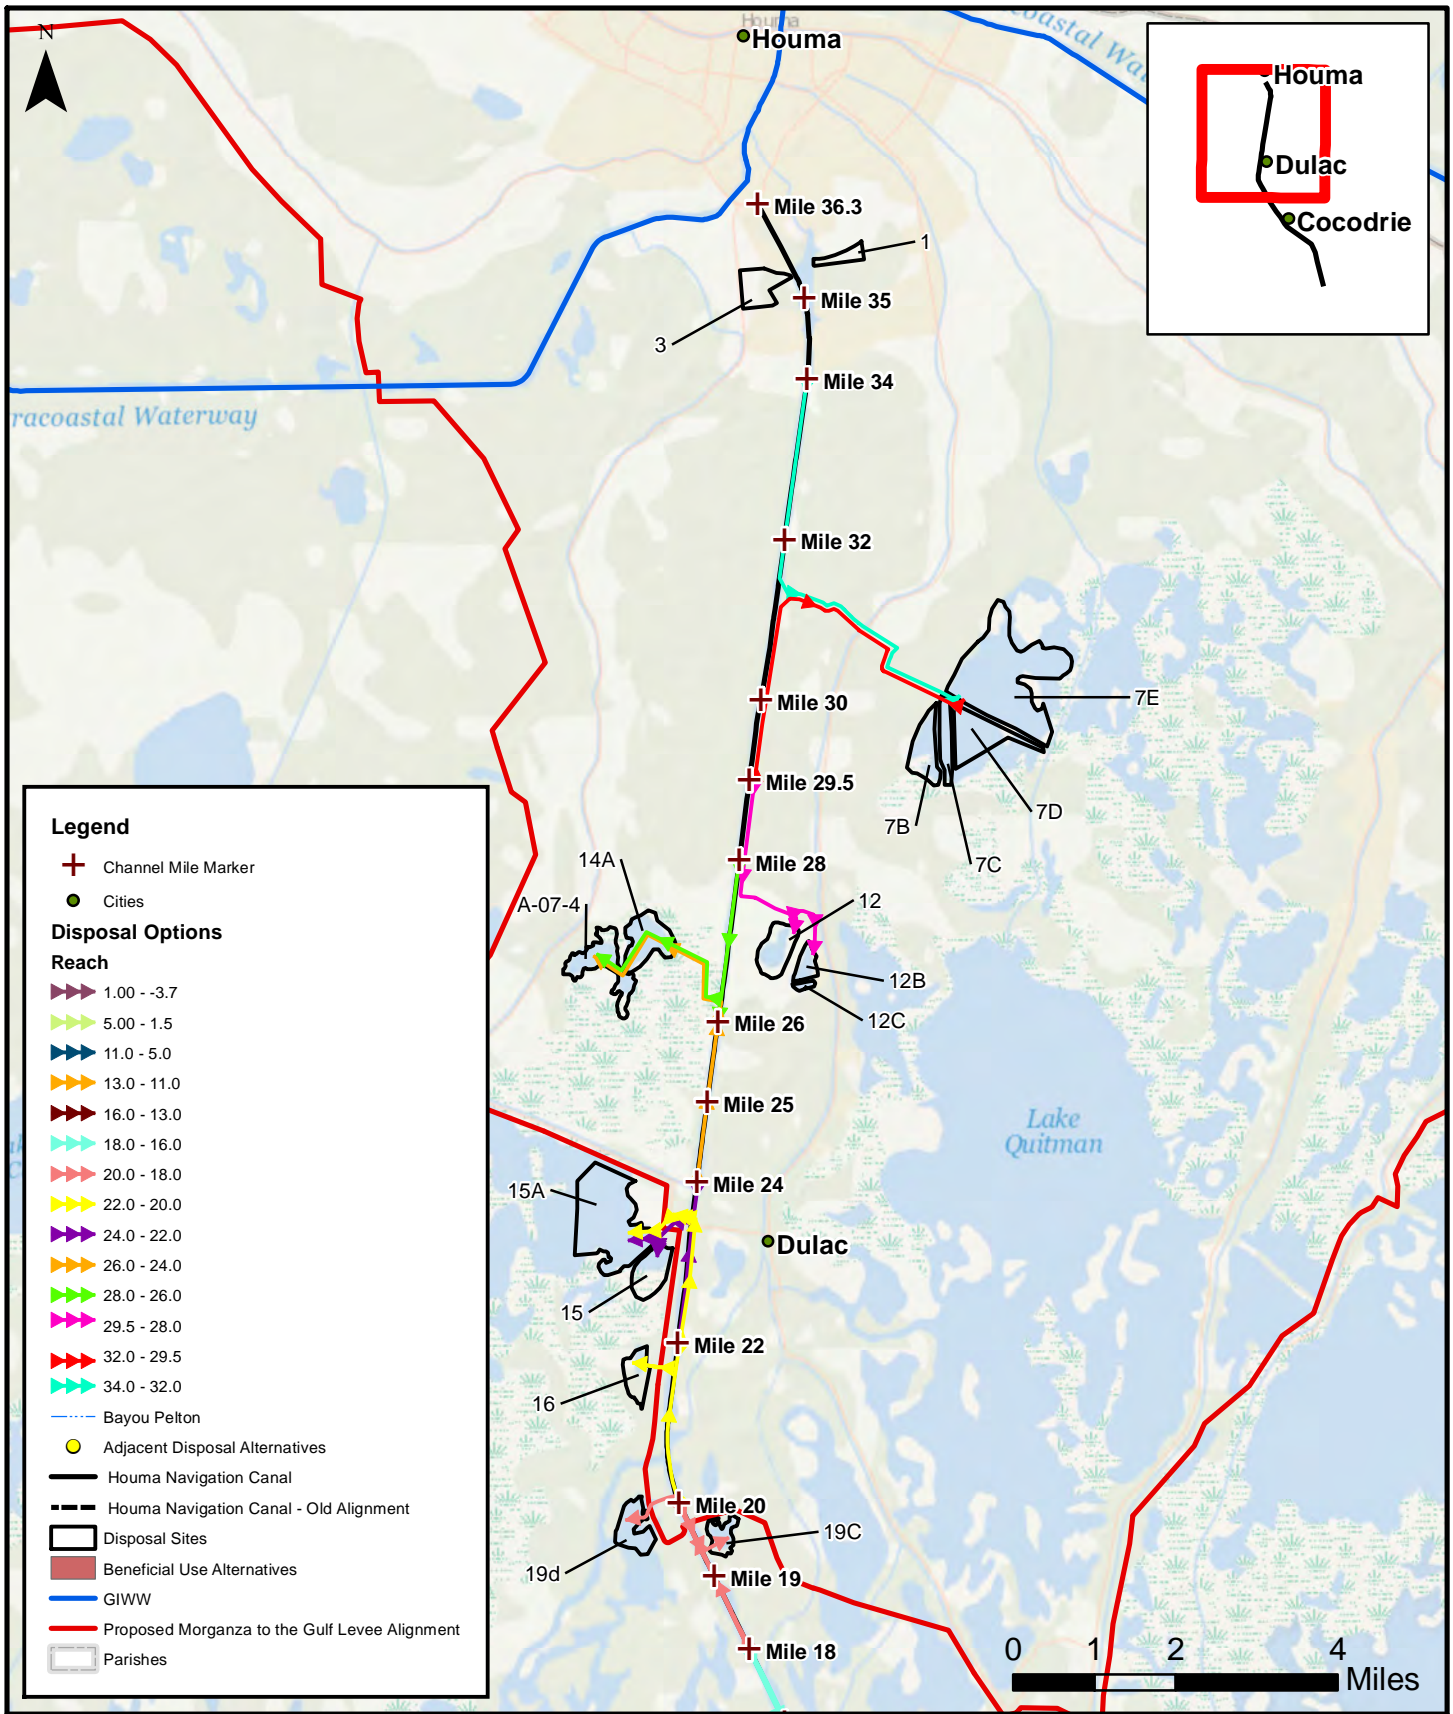 N
Houma
Houma
coastal Wat
Houma
Dulac
Cocodrie
Mile 36.3
1
Mile 35
3
Mile 34
racoastal Waterway
Mile 32
7E
Mile 30
Mile 29.5
7D
7B
7C
Mile 28
14A
12
A-07-4
12B
12C
Mile 26
Mile 25
Lake
Quitman
Mile 24
15A
Dulac
15
Mile 22
16
Mile 20
19C
19d
Mile 19
Mile 18
0 1 2 4
Miles
Legend
Channel Mile Marker
Cities
Disposal Options
Reach
1.00 - -3.7
5.00 - 1.5
11.0 - 5.0
13.0 - 11.0
16.0 - 13.0
18.0 - 16.0
20.0 - 18.0
22.0 - 20.0
24.0 - 22.0
26.0 - 24.0
28.0 - 26.0
29.5 - 28.0
32.0 - 29.5
34.0 - 32.0
Bayou Pelton
Adjacent Disposal Alternatives
Houma Navigation Canal
Houma Navigation Canal - Old Alignment
Disposal Sites
Beneficial Use Alternatives
GIWW
Proposed Morganza to the Gulf Levee Alignment
Parishes